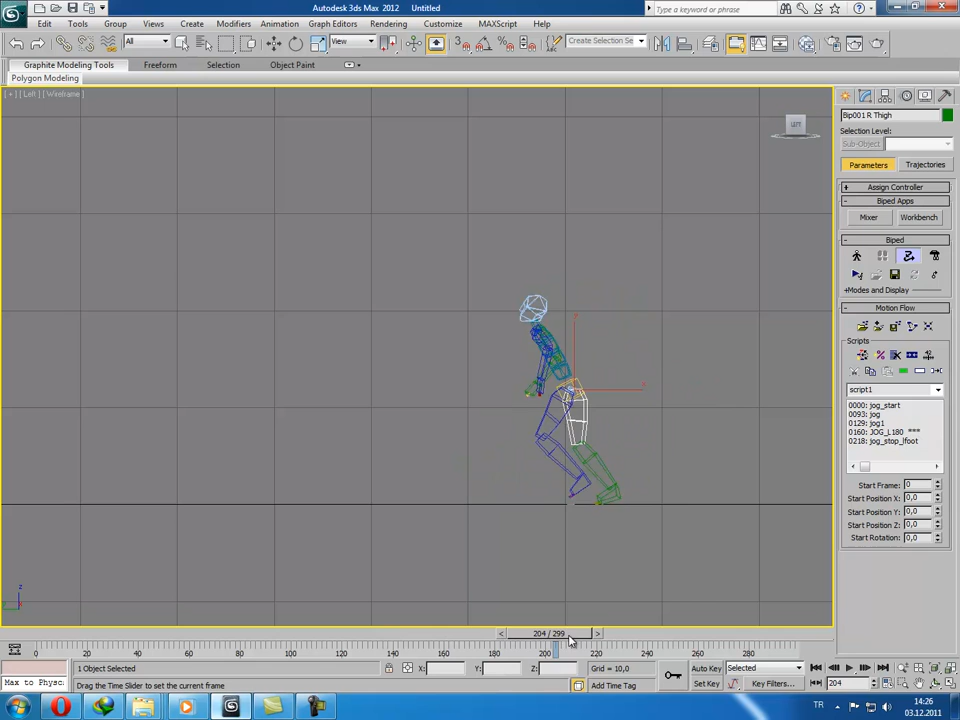 Autodesk 3ds Max 2012 Untitled
Type a keyword or phrase
Edit Tools Group Views Create Modifiers Animation Graph Editors Rendering Customize MAXScript Help
All View Create Selection Se
Graphite Modeling Tools Freeform Selection Object Paint
Polygon Modeling
[ + ] [ Left ] [ Wireframe ]
Bip001 R Thigh
Selection Level:
Sub-Object
Parameters Trajectories
+ Assign Controller
- Biped Apps
Mixer Workbench
- Biped
+Modes and Display
- Motion Flow
Scripts
script1
0000: jog_start
0093: jog
0129: jog1
0160: JOG_L180 ***
0218: jog_stop_lfoot
Start Frame: 0
Start Position X: 0,0
Start Position Y: 0,0
Start Position Z: 0,0
Start Rotation: 0,0
z
x
< 204 / 299 >
0 20 40 60 80 100 120 140 160 180 200 220 240 260 280
1 Object Selected X: Y: Z: Grid = 10,0 Auto Key Selected
Max to Physc: Drag the Time Slider to set the current frame Add Time Tag Set Key Key Filters... 204
TR 14:26
03.12.2011